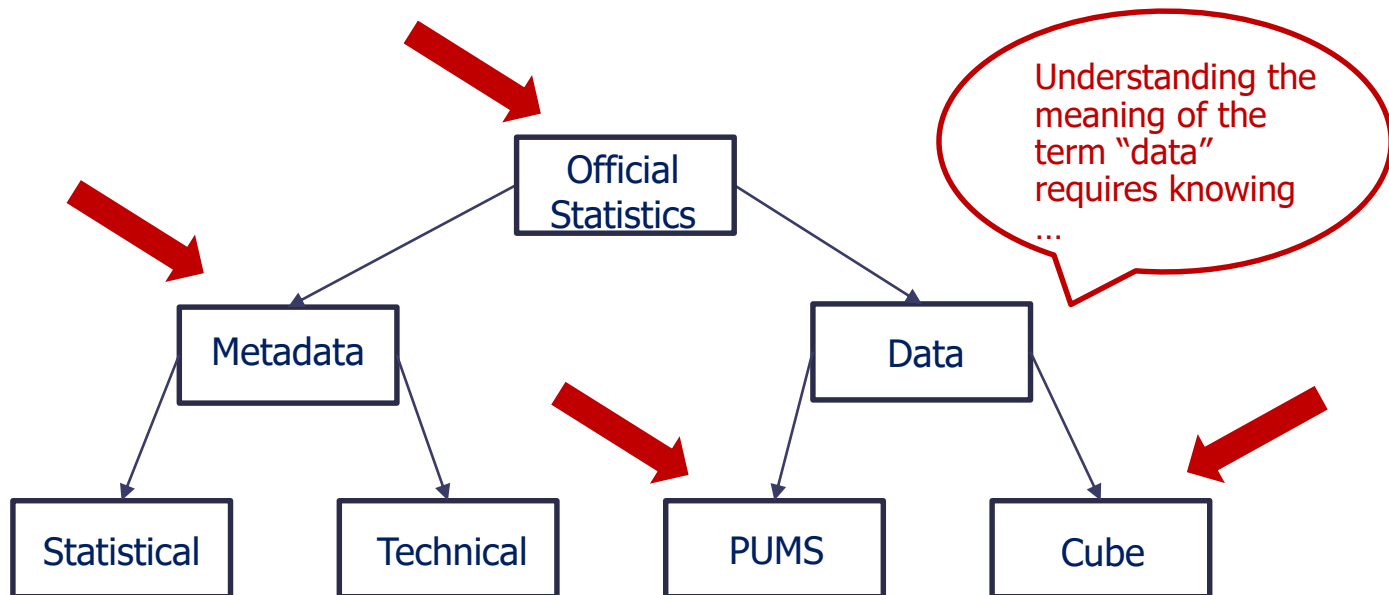 Understanding the
meaning of the
term “data”
requires knowing
…
Official
Statistics
Metadata
Data
Statistical
Technical
PUMS
Cube